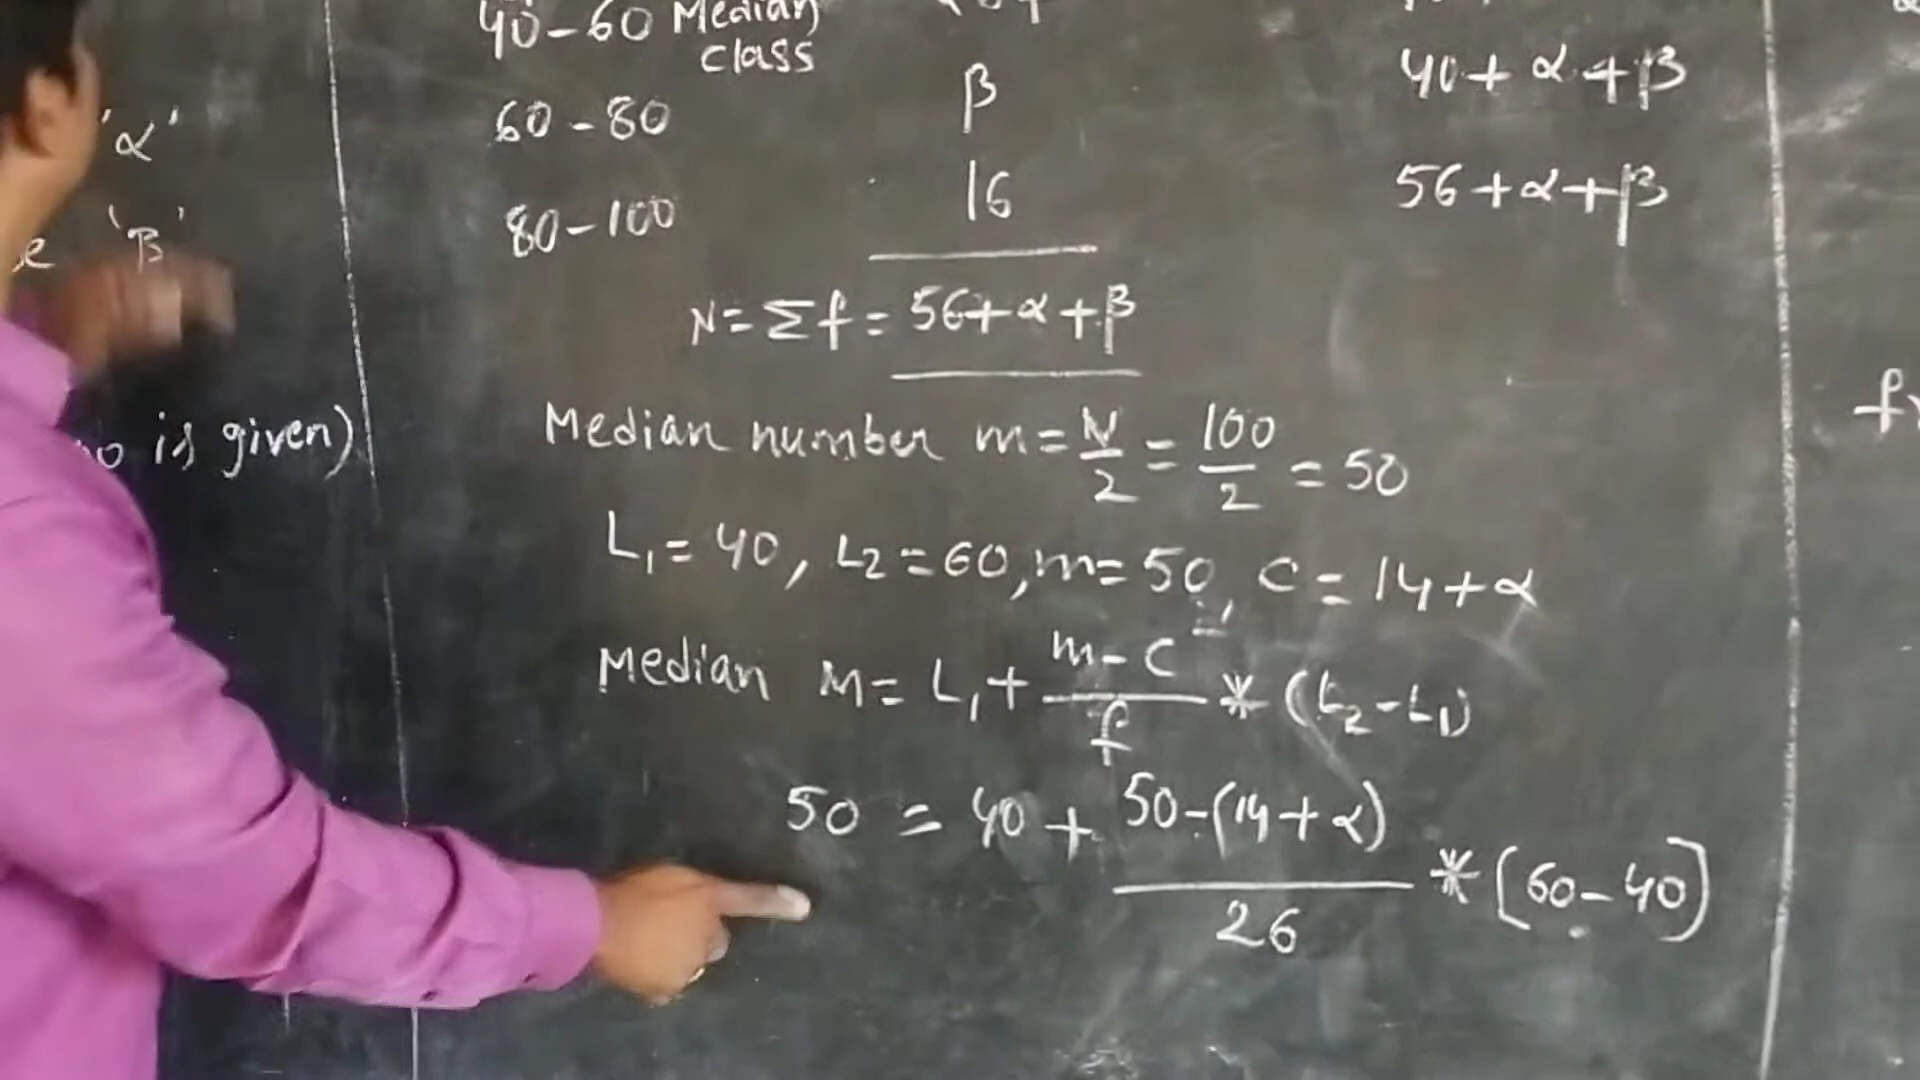 40-60 Median
class
40+α+β
β
60-80
'α'
16
56+α+β
80-100
'β'
N=Σf=56+α+β
is given)
Median number m=N/2=100/2=50
L₁=40, L₂=60, m=50, C=14+α
Median M=L₁+(m-C)/f*(L₂-L₁)
50=40+50-(14+α)/26*[60-40]